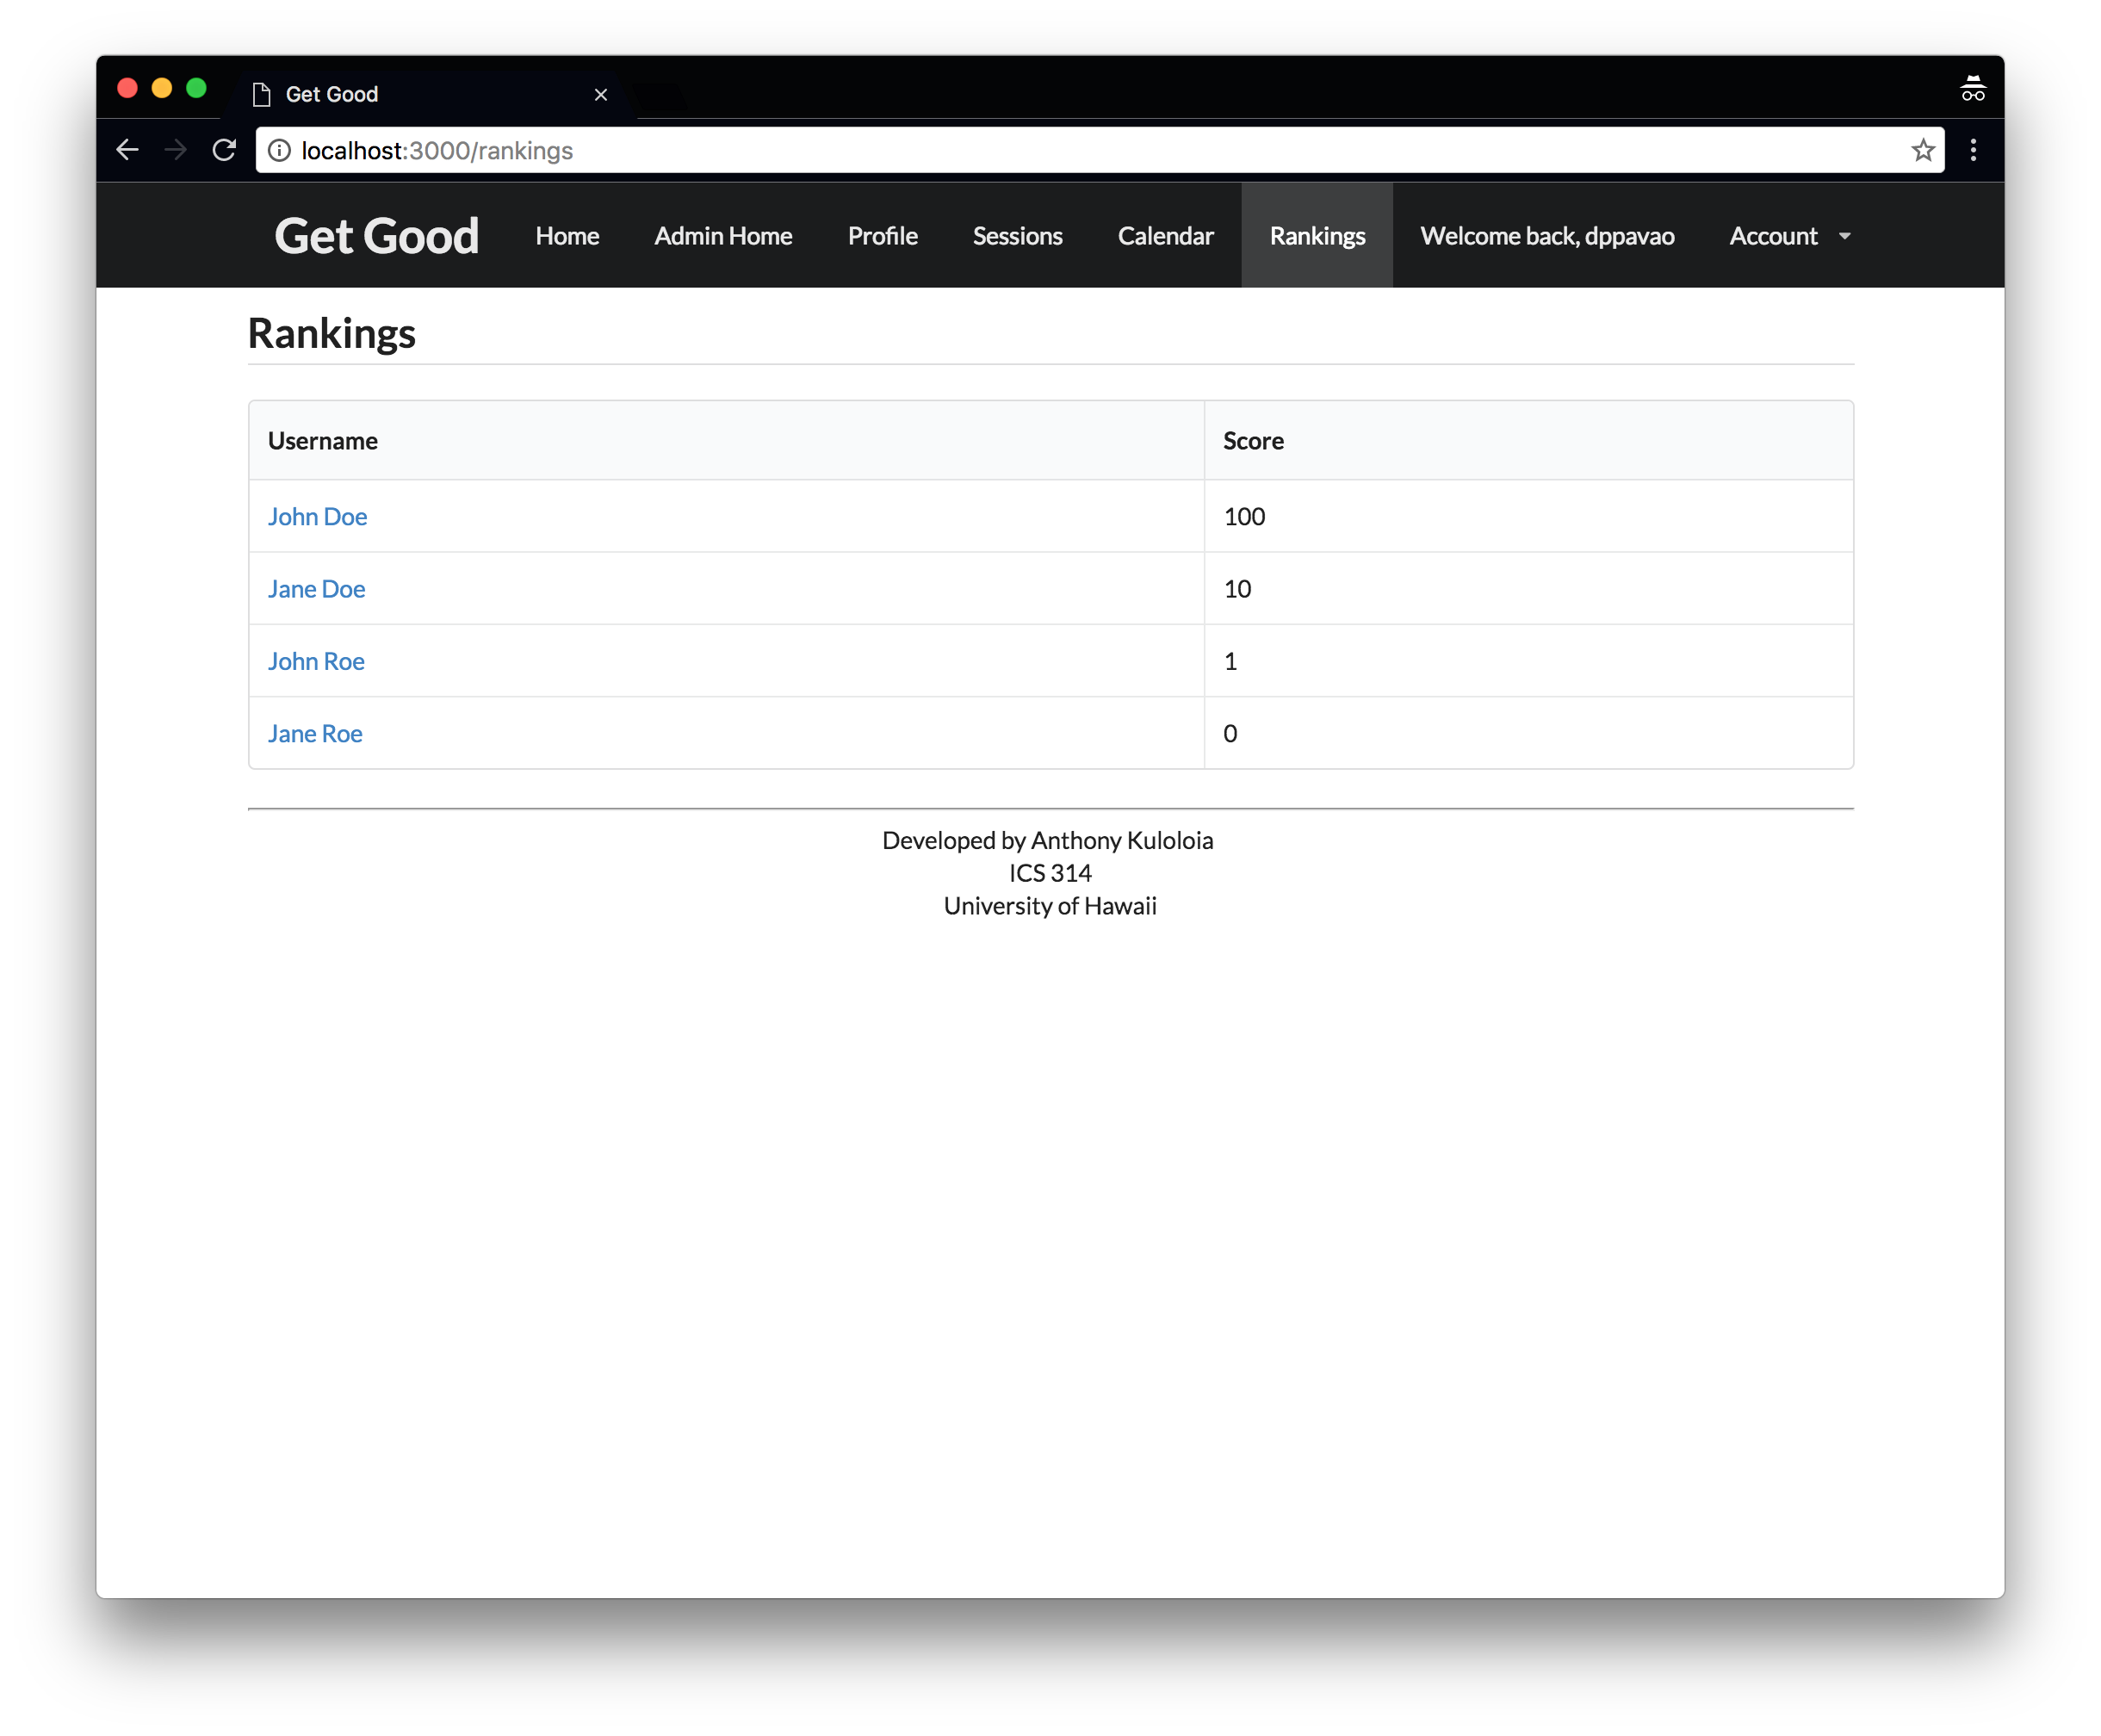 Get Good
localhost:3000/rankings
Get Good Home Admin Home Profile Sessions Calendar Rankings Welcome back, dppavao Account
Rankings
Username Score
John Doe 100
Jane Doe 10
John Roe 1
Jane Roe 0
Developed by Anthony Kuloloia
ICS 314
University of Hawaii